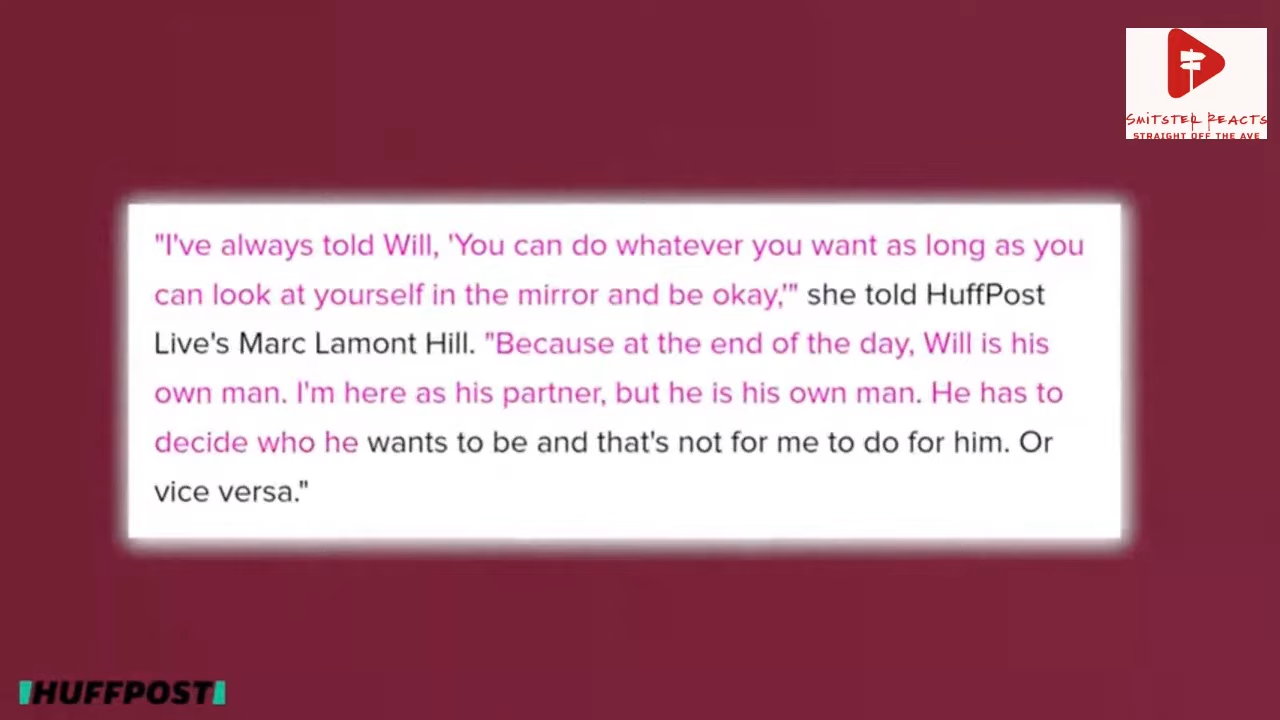 SMiTSTER REACTS
STRAIGHT OFF THE AVE
"I've always told Will, 'You can do whatever you want as long as you
can look at yourself in the mirror and be okay,'" she told HuffPost
Live's Marc Lamont Hill. "Because at the end of the day, Will is his
own man. I'm here as his partner, but he is his own man. He has to
decide who he wants to be and that's not for me to do for him. Or
vice versa."
HUFFPOST